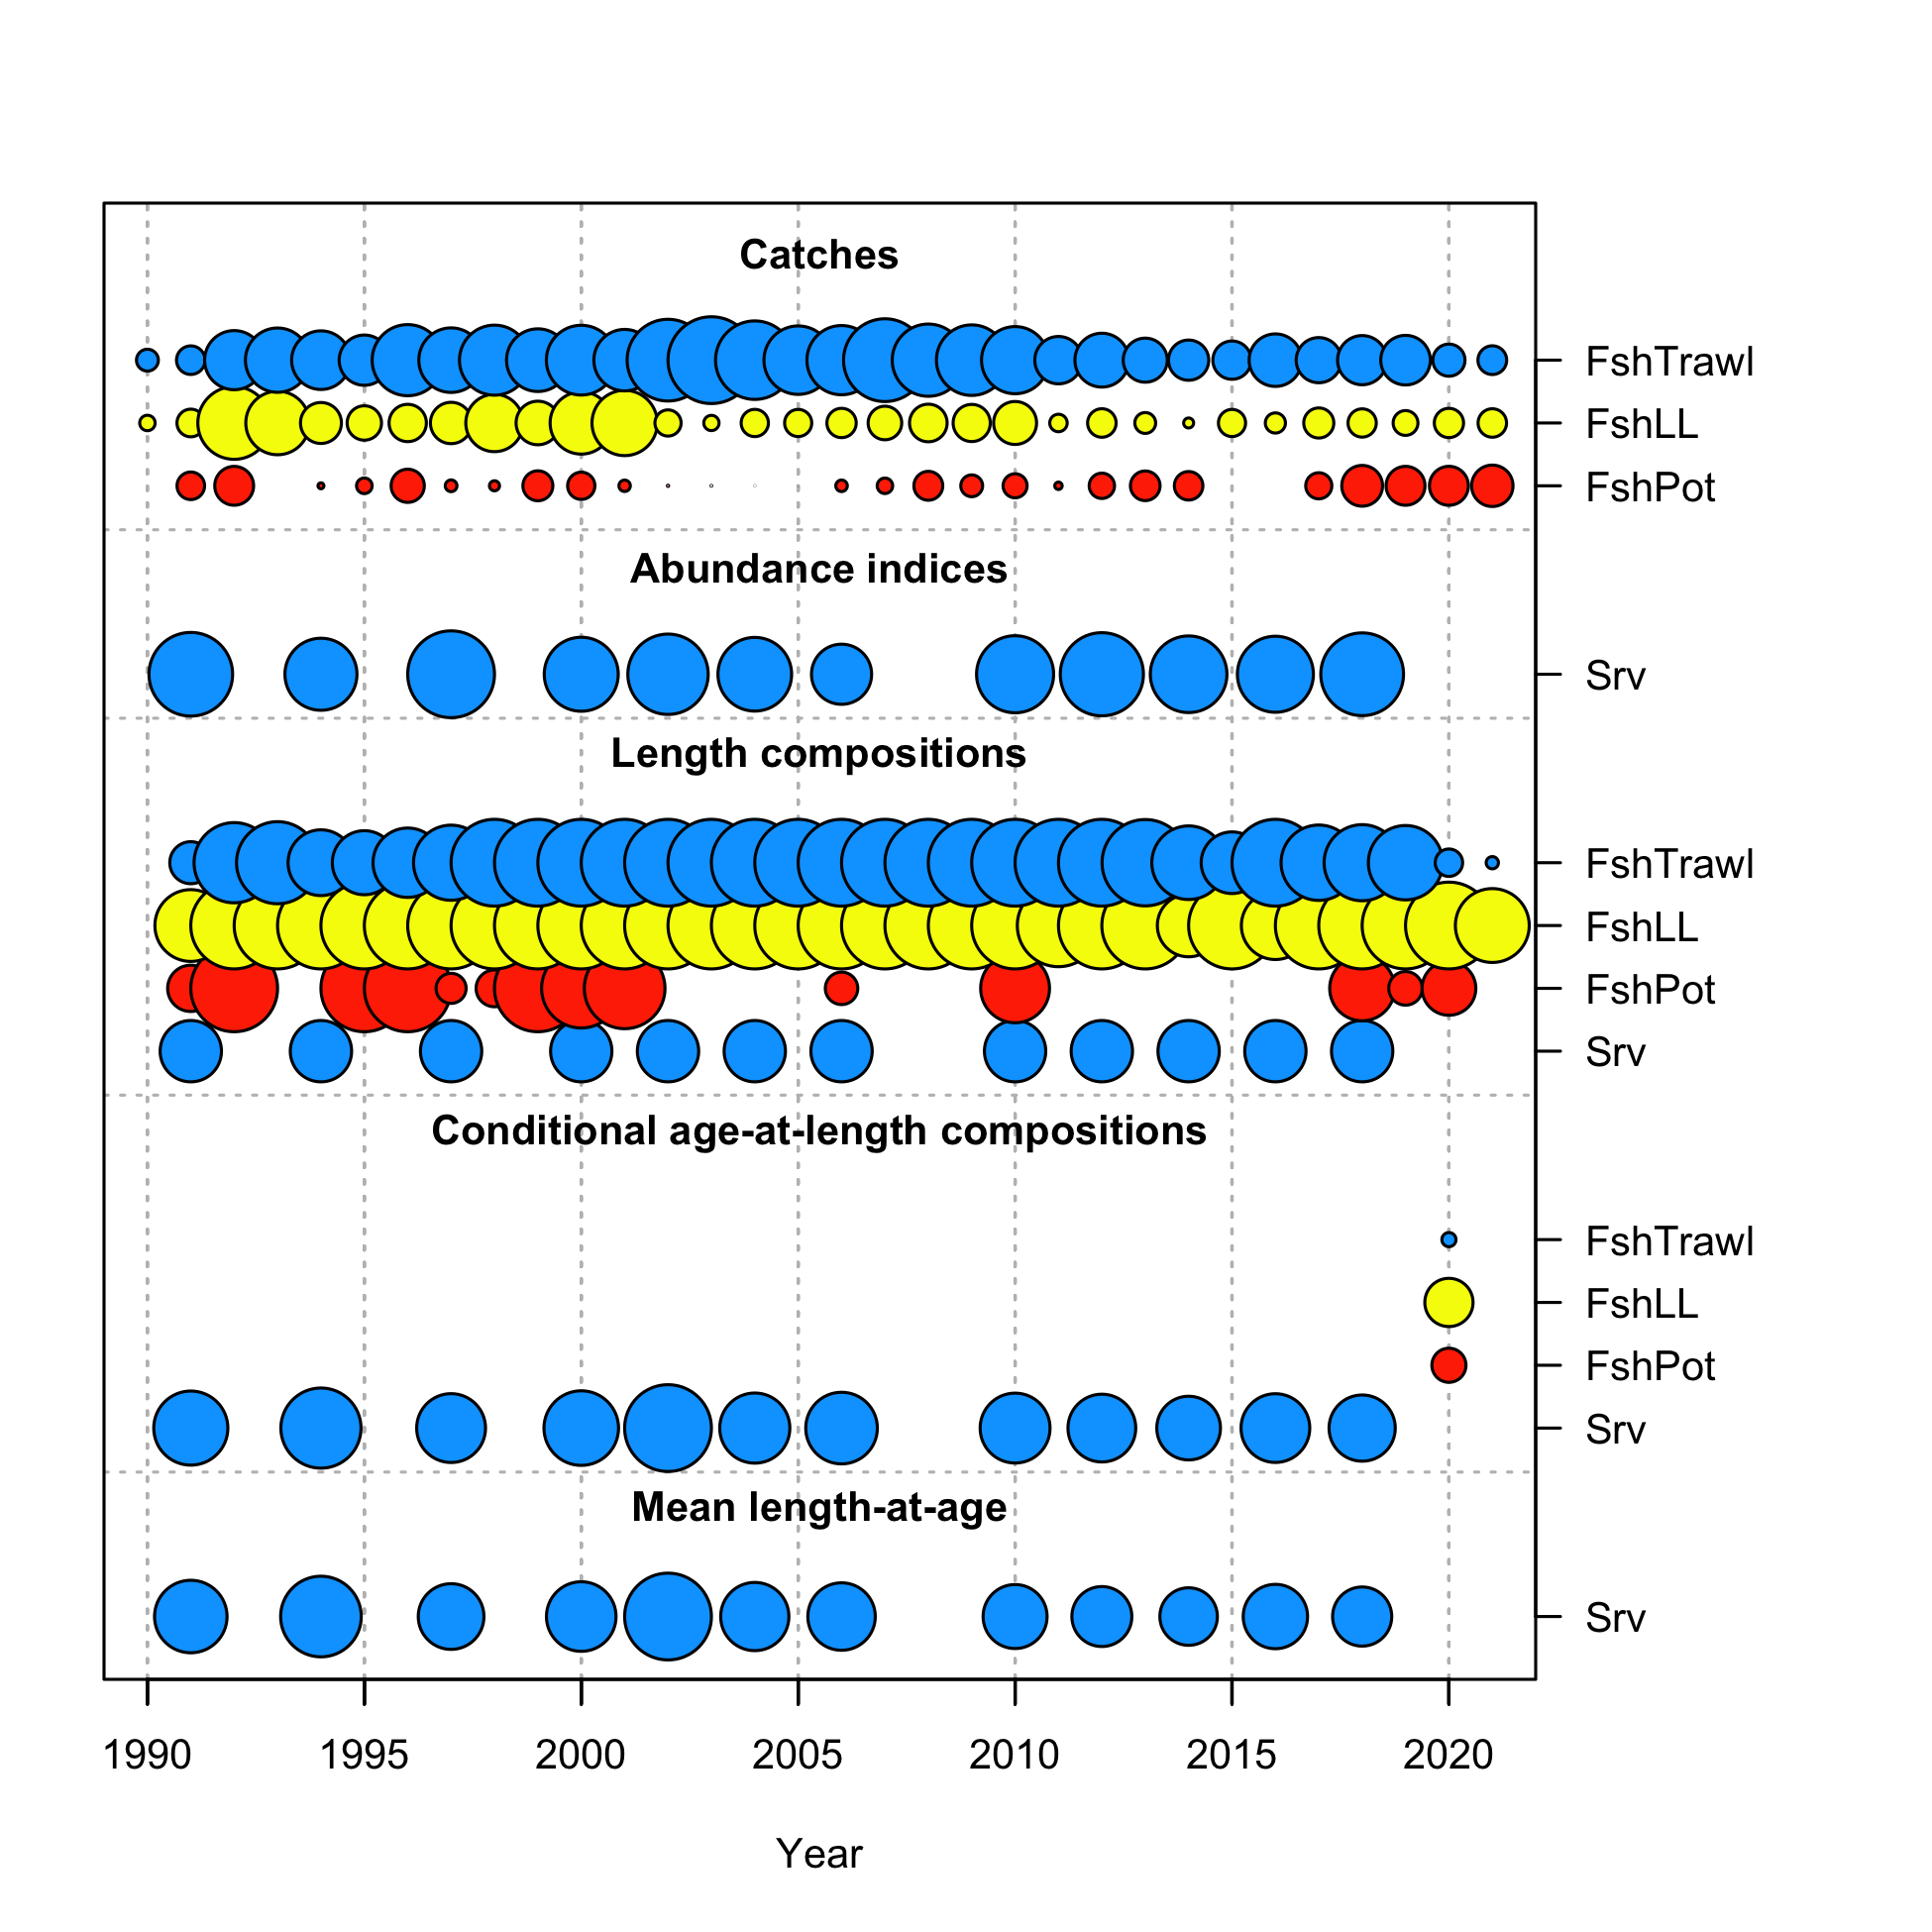 Catches
FshTrawl
FshLL
FshPot
Abundance indices
Srv
Length compositions
FshTrawl
FshLL
FshPot
Srv
Conditional age-at-length compositions
FshTrawl
FshLL
FshPot
Srv
Mean length-at-age
Srv
1990 1995 2000 2005 2010 2015 2020
Year